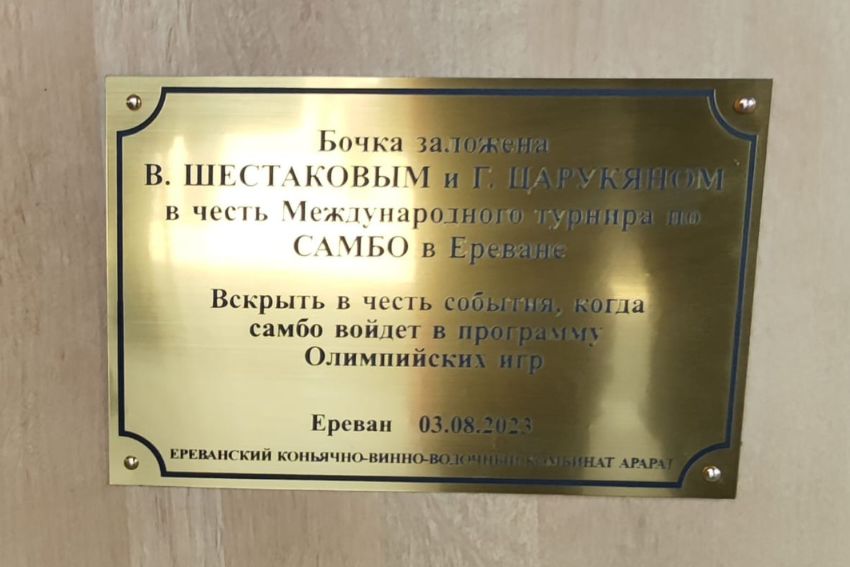 Бочка заложена
В. ШЕСТАКОВЫМ и Г. ЦАРУКЯНОМ
в честь Международного турнира по
САМБО в Ереване
Вскрыть в честь события, когда
самбо войдет в программу
Олимпийских игр
Ереван 03.08.2023
ЕРЕВАНСКИЙ КОНЬЯЧНО-ВИННО-ВОДОЧНЫЙ КОМБИНАТ АРАРАТ